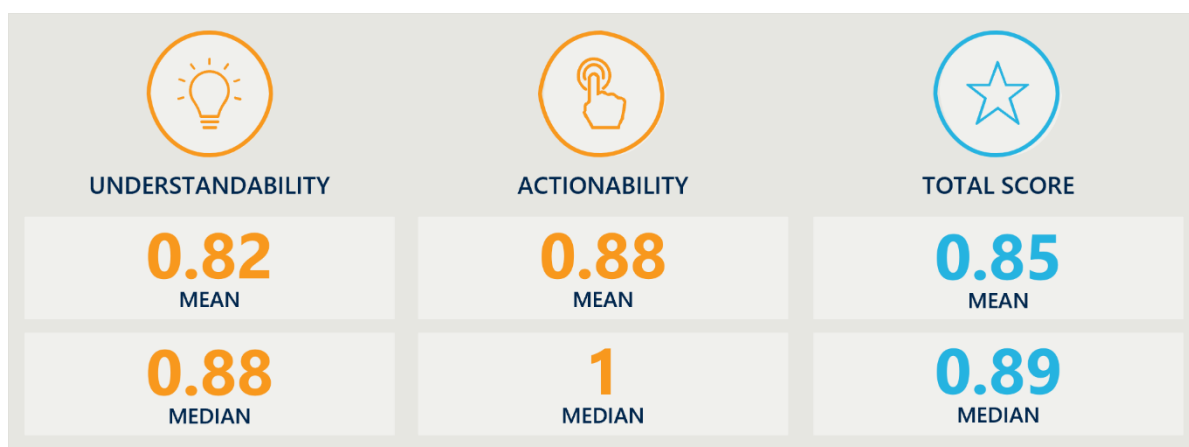 UNDERSTANDABILITY
0.82
MEAN
0.88
MEDIAN
ACTIONABILITY
0.88
MEAN
1
MEDIAN
TOTAL SCORE
0.85
MEAN
0.89
MEDIAN